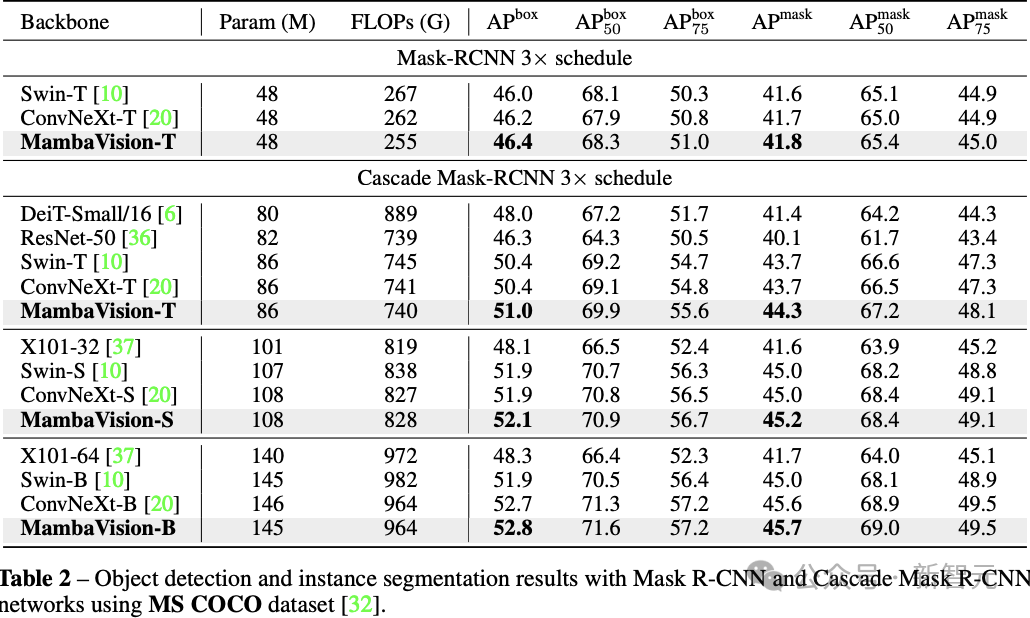 Backbone Param (M) FLOPs (G) AP^box AP^box_50 AP^box_75 AP^mask AP^mask_50 AP^mask_75
Mask-RCNN 3× schedule
Swin-T [10] 48 267 46.0 68.1 50.3 41.6 65.1 44.9
ConvNeXt-T [20] 48 262 46.2 67.9 50.8 41.7 65.0 44.9
MambaVision-T 48 255 46.4 68.3 51.0 41.8 65.4 45.0
Cascade Mask-RCNN 3× schedule
DeiT-Small/16 [6] 80 889 48.0 67.2 51.7 41.4 64.2 44.3
ResNet-50 [36] 82 739 46.3 64.3 50.5 40.1 61.7 43.4
Swin-T [10] 86 745 50.4 69.2 54.7 43.7 66.6 47.3
ConvNeXt-T [20] 86 741 50.4 69.1 54.8 43.7 66.5 47.3
MambaVision-T 86 740 51.0 69.9 55.6 44.3 67.2 48.1
X101-32 [37] 101 819 48.1 66.5 52.4 41.6 63.9 45.2
Swin-S [10] 107 838 51.9 70.7 56.3 45.0 68.2 48.8
ConvNeXt-S [20] 108 827 51.9 70.8 56.5 45.0 68.4 49.1
MambaVision-S 108 828 52.1 70.9 56.7 45.2 68.4 49.1
X101-64 [37] 140 972 48.3 66.4 52.3 41.7 64.0 45.1
Swin-B [10] 145 982 51.9 70.5 56.4 45.0 68.1 48.9
ConvNeXt-B [20] 146 964 52.7 71.3 57.2 45.6 68.9 49.5
MambaVision-B 145 964 52.8 71.6 57.2 45.7 69.0 49.5
Table 2 – Object detection and instance segmentation results with Mask R-CNN and Cascade Mask R-CNN
networks using MS COCO dataset [32].
公众号 · 新智元